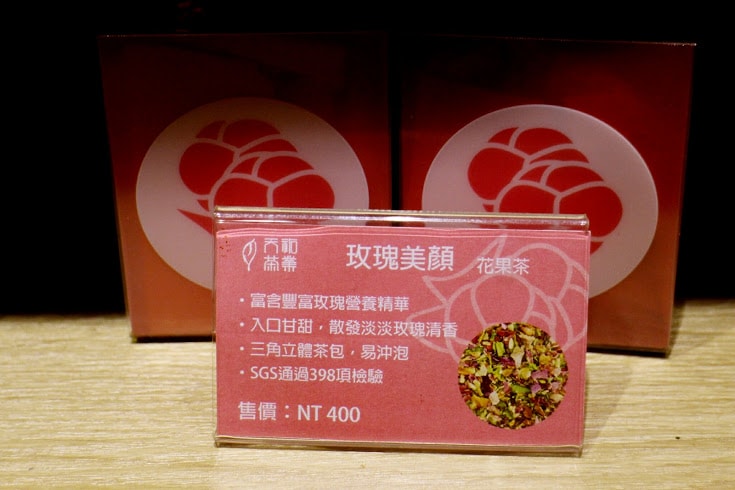 天和
茶業
玫瑰美顏 花果茶
・富含豐富玫瑰營養精華
・入口甘甜，散發淡淡玫瑰清香
・三角立體茶包，易沖泡
・SGS通過398項檢驗
售價：NT 400